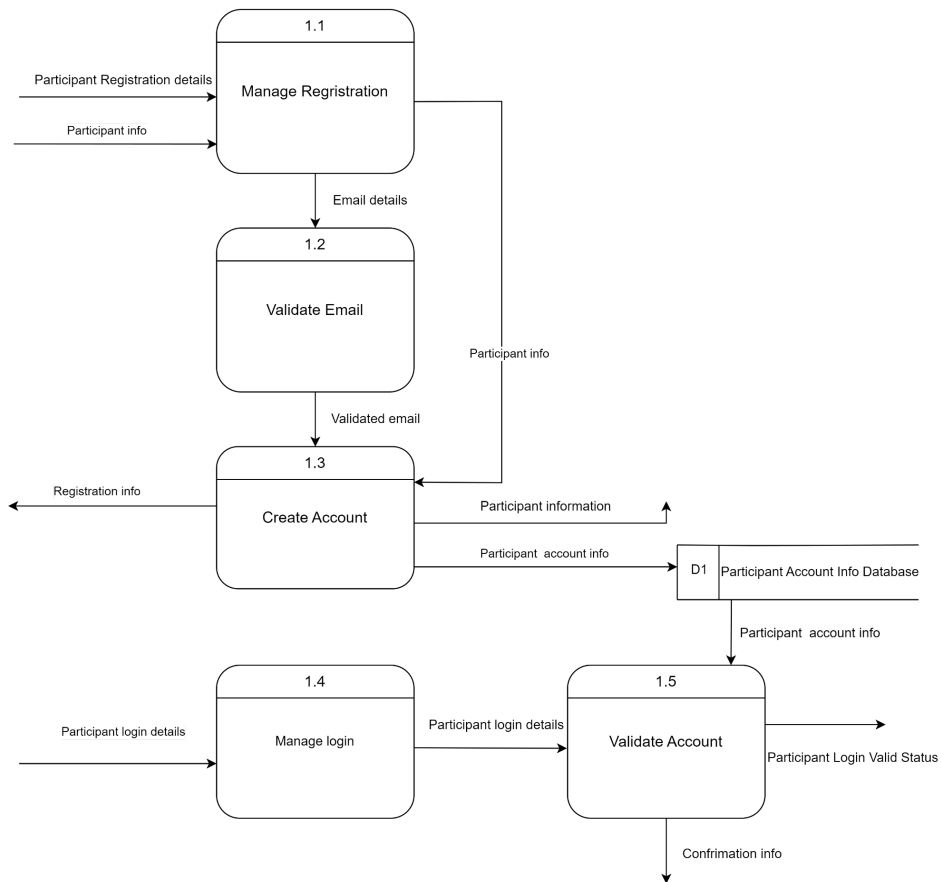 1.1
Participant Registration details
Manage Regristration
Participant info
Email details
1.2
Validate Email
Participant info
Validated email
1.3
Registration info
Create Account
Participant information
Participant account info
D1
Participant Account Info Database
Participant account info
1.4
1.5
Participant login details
Manage login
Participant login details
Validate Account
Participant Login Valid Status
Confrimation info